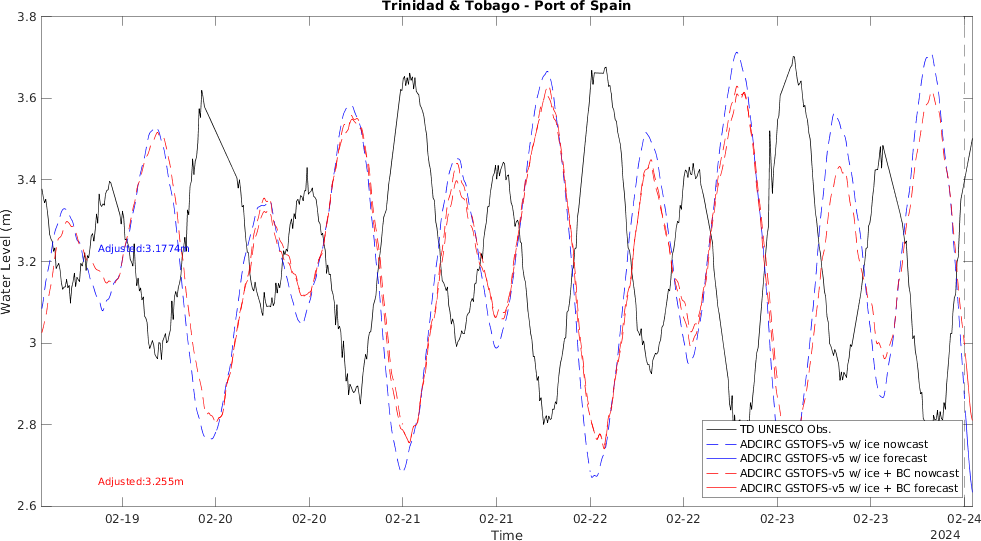 Trinidad & Tobago - Port of Spain
3.8
3.6
3.4
3.2
3
2.8
2.6
Water Level (m)
Adjusted:3.1774m
Adjusted:3.255m
TD UNESCO Obs.
ADCIRC GSTOFS-v5 w/ ice nowcast
ADCIRC GSTOFS-v5 w/ ice forecast
ADCIRC GSTOFS-v5 w/ ice + BC nowcast
ADCIRC GSTOFS-v5 w/ ice + BC forecast
02-19 02-20 02-20 02-21 02-21 02-22 02-22 02-23 02-23 02-24
Time
2024